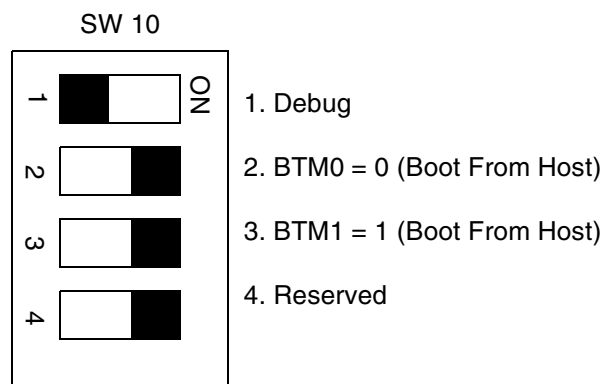 SW 10
1 ON 1. Debug
2 2. BTM0 = 0 (Boot From Host)
3 3. BTM1 = 1 (Boot From Host)
4 4. Reserved